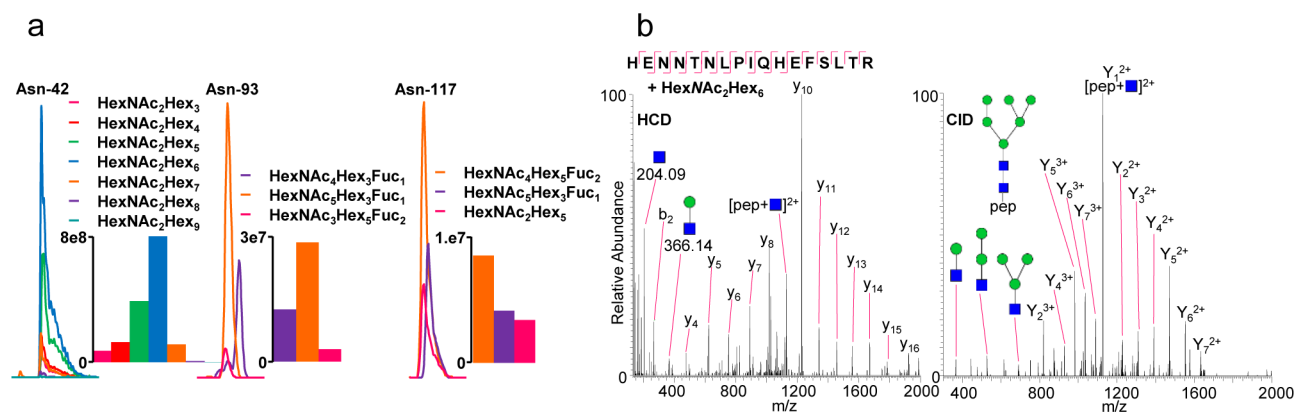 a
Asn-42
HexNAc2Hex3
HexNAc2Hex4
HexNAc2Hex5
HexNAc2Hex6
HexNAc2Hex7
HexNAc2Hex8
HexNAc2Hex9
8e8
0
Asn-93
HexNAc4Hex3Fuc1
HexNAc5Hex3Fuc1
HexNAc3Hex5Fuc2
3e7
0
Asn-117
HexNAc4Hex5Fuc2
HexNAc5Hex3Fuc1
HexNAc2Hex5
1.e7
0
b
HENNTNLPIQHEFSLTR
+ HexNAc2Hex6
HCD
Relative Abundance
100
0
204.09
b2
366.14
[pep+ ]2+
y4
y5
y6
y7
y8
y10
y11
y12
y13
y14
y15
y16
400
800
1200
1600
2000
m/z
CID
100
0
pep
Y1 2+
[pep+ ]2+
Y5 3+
Y6 3+
Y7 3+
Y4 3+
Y2 3+
Y2 2+
Y3 2+
Y4 2+
Y5 2+
Y6 2+
Y7 2+
400
800
1200
1600
2000
m/z